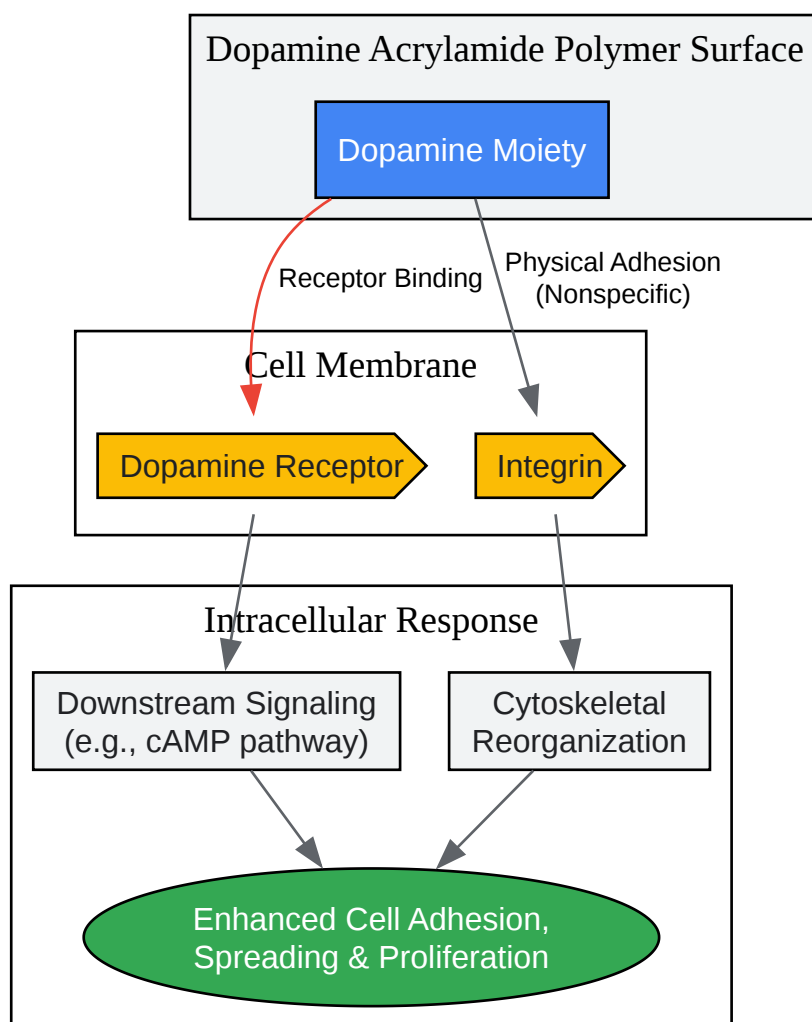 Dopamine Acrylamide Polymer Surface
Dopamine Moiety
Receptor Binding
Physical Adhesion
(Nonspecific)
Cell Membrane
Dopamine Receptor
Integrin
Intracellular Response
Downstream Signaling
(e.g., cAMP pathway)
Cytoskeletal
Reorganization
Enhanced Cell Adhesion,
Spreading & Proliferation